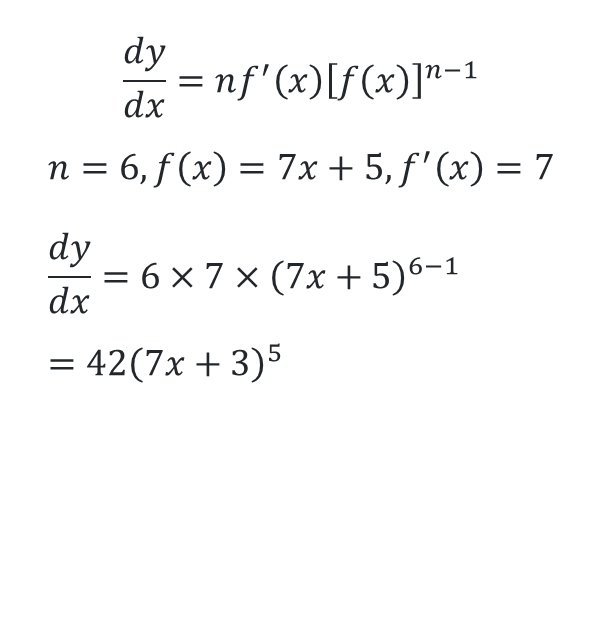 dy/dx = nf′(x)[f(x)]ⁿ⁻¹
n = 6, f(x) = 7x + 5, f′(x) = 7
dy/dx = 6 × 7 × (7x + 5)⁶⁻¹
= 42(7x + 3)⁵